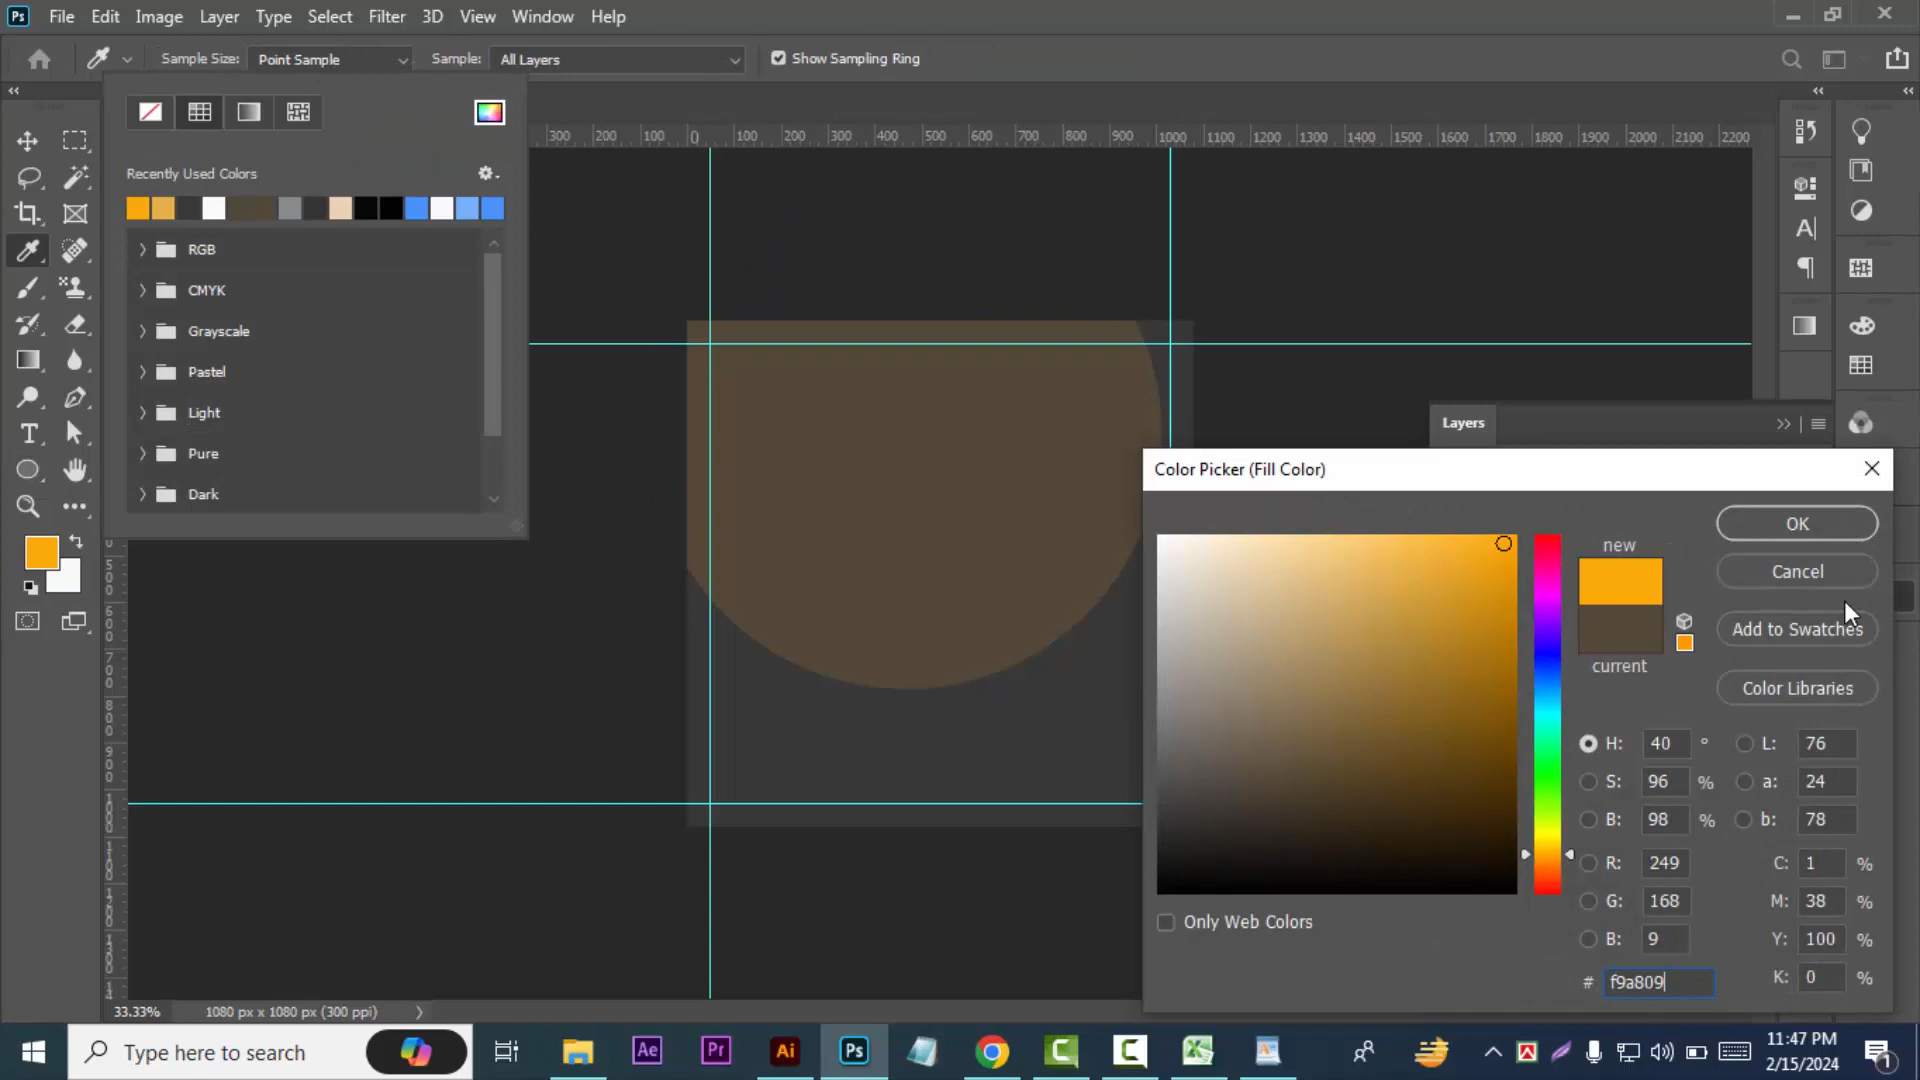 Ps File Edit Image Layer Type Select Filter 3D View Window Help
Sample Size: Point Sample Sample: All Layers Show Sampling Ring
300 200 100 0 100 200 300 400 500 600 700 800 900 1000 1100 1200 1300 1400 1500 1600 1700 1800 1900 2000 2100 2200
Recently Used Colors
RGB
CMYK
Grayscale
Pastel
Light
Pure
Dark
Layers
Color Picker (Fill Color)
OK
new
Cancel
Add to Swatches
current
Color Libraries
H: 40 ° L: 76
S: 96 % a: 24
B: 98 % b: 78
R: 249 C: 1 %
G: 168 M: 38 %
B: 9 Y: 100 %
# f9a809 K: 0 %
Only Web Colors
33.33% 1080 px x 1080 px (300 ppi)
Type here to search
Ae Pr Ai Ps
11:47 PM
2/15/2024
1